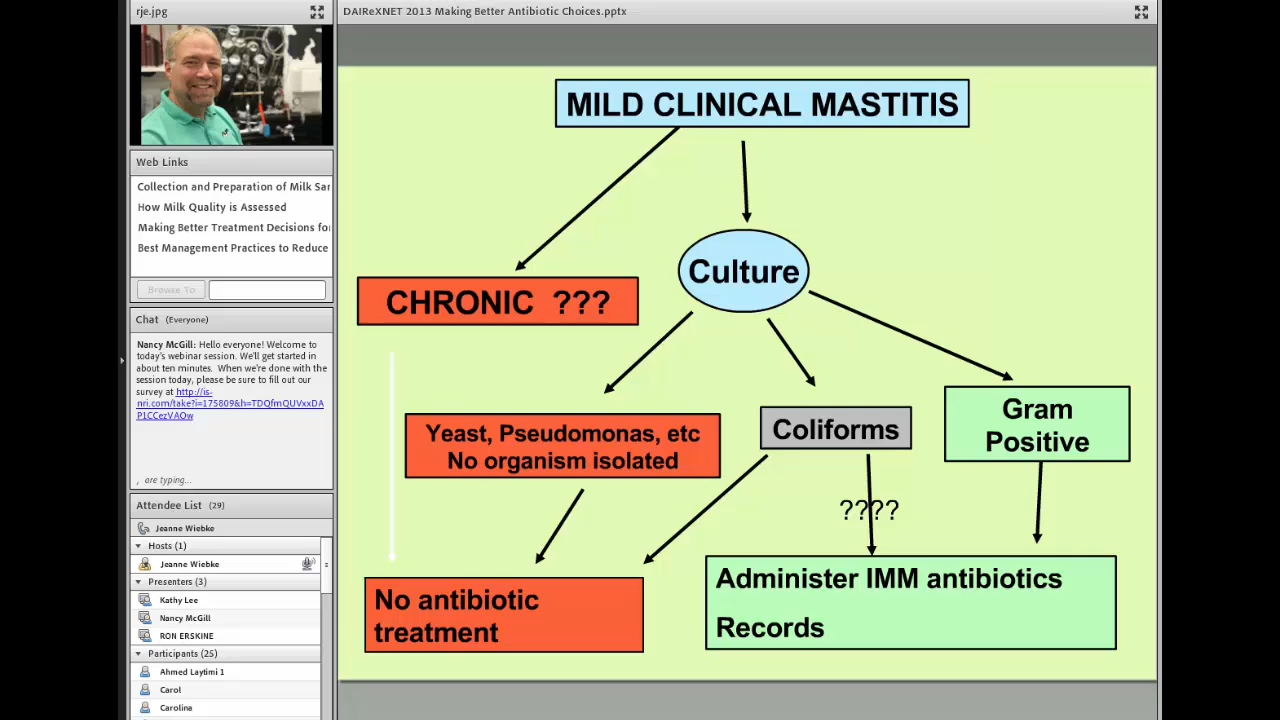 rje.jpg
Web Links
Collection and Preparation of Milk Sar
How Milk Quality is Assessed
Making Better Treatment Decisions for
Best Management Practices to Reduce
Browse To
Chat (Everyone)
Nancy McGill: Hello everyone! Welcome to
today's webinar session. We'll get started in
about ten minutes. When we're done with the
session today, please be sure to fill out our
survey at http://is-
nri.com/take?i=175809&h=TDQfmQUVxxDA
P1CCezVAOw
, are typing...
Attendee List (29)
Jeanne Wiebke
Hosts (1)
Jeanne Wiebke
Presenters (3)
Kathy Lee
Nancy McGill
RON ERSKINE
Participants (25)
Ahmed Laytimi 1
Carol
Carolina
DAIReXNET 2013 Making Better Antibiotic Choices.pptx
MILD CLINICAL MASTITIS
Culture
CHRONIC ???
Yeast, Pseudomonas, etc
No organism isolated
Coliforms
Gram
Positive
????
No antibiotic
treatment
Administer IMM antibiotics
Records